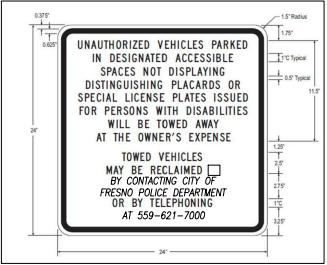 0.375"
1.5" Radius
0.625"
1.75"
UNAUTHORIZED VEHICLES PARKED
IN DESIGNATED ACCESSIBLE
1"C Typical
SPACES NOT DISPLAYING
0.5" Typical
DISTINGUISHING PLACARDS OR
11.5"
SPECIAL LICENSE PLATES ISSUED
FOR PERSONS WITH DISABILITIES
WILL BE TOWED AWAY
24"
AT THE OWNER'S EXPENSE
1.25"
TOWED VEHICLES
2.5"
MAY BE RECLAIMED
BY CONTACTING CITY OF
2.75"
FRESNO POLICE DEPARTMENT
OR BY TELEPHONING
1"C
AT 559-621-7000
3.25"
24"